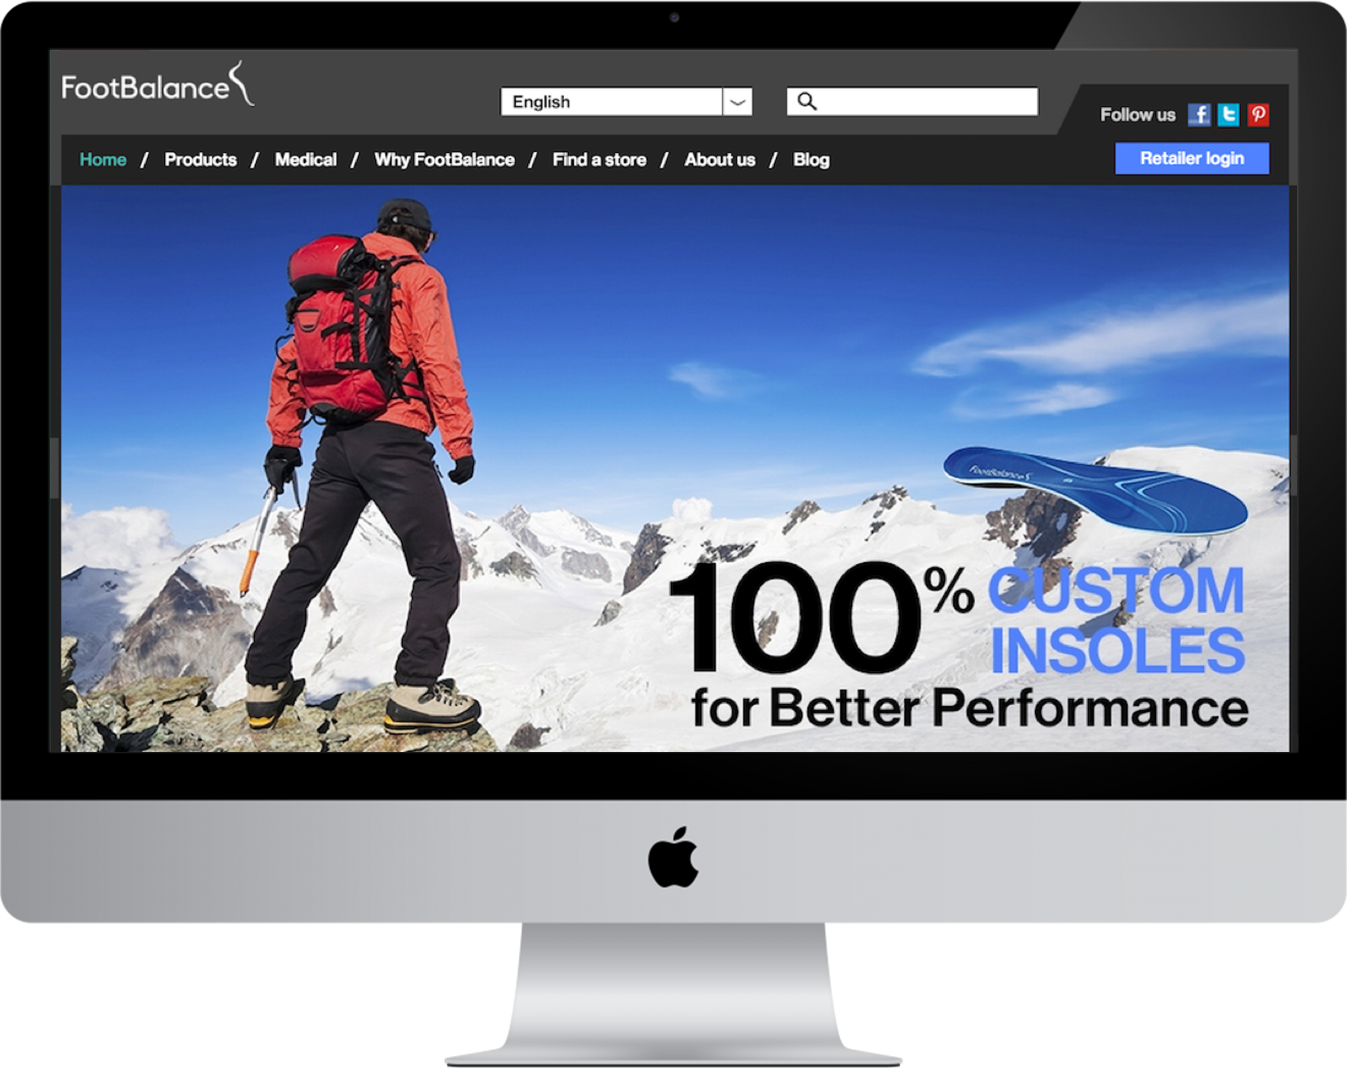 FootBalance
English
Follow us
Home / Products / Medical / Why FootBalance / Find a store / About us / Blog
Retailer login
FootBalance
100% CUSTOM
INSOLES
for Better Performance